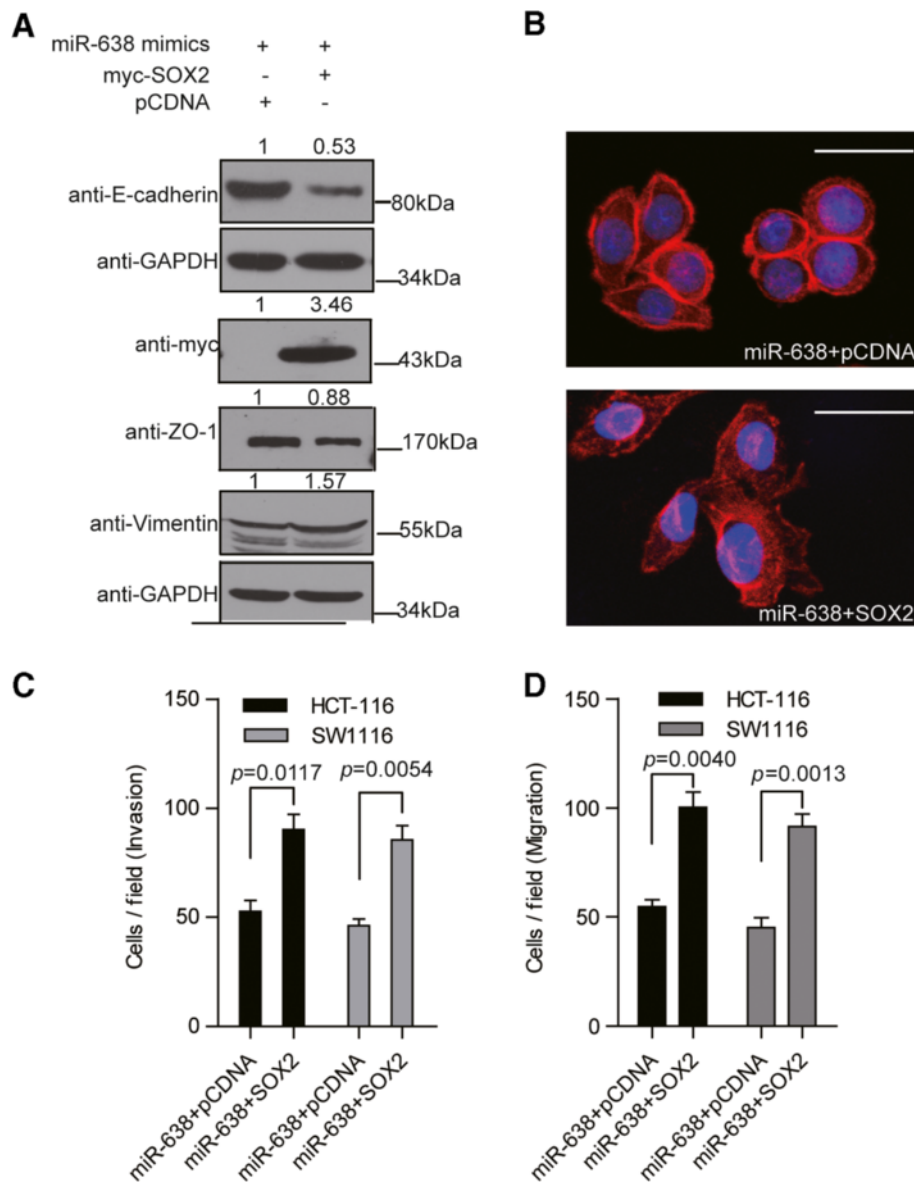 A
miR-638 mimics + +
myc-SOX2 - +
pCDNA + -
1 0.53
anti-E-cadherin 80kDa
anti-GAPDH 34kDa
1 3.46
anti-myc 43kDa
1 0.88
anti-ZO-1 170kDa
1 1.57
anti-Vimentin 55kDa
anti-GAPDH 34kDa
B
miR-638+pCDNA
miR-638+SOX2
C
HCT-116
SW1116
p=0.0117 p=0.0054
Cells / field (Invasion)
150
100
50
0
miR-638+pCDNA
miR-638+SOX2
miR-638+pCDNA
miR-638+SOX2
D
HCT-116
SW1116
p=0.0040
p=0.0013
Cells / field (Migration)
150
100
50
0
miR-638+pCDNA
miR-638+SOX2
miR-638+pCDNA
miR-638+SOX2